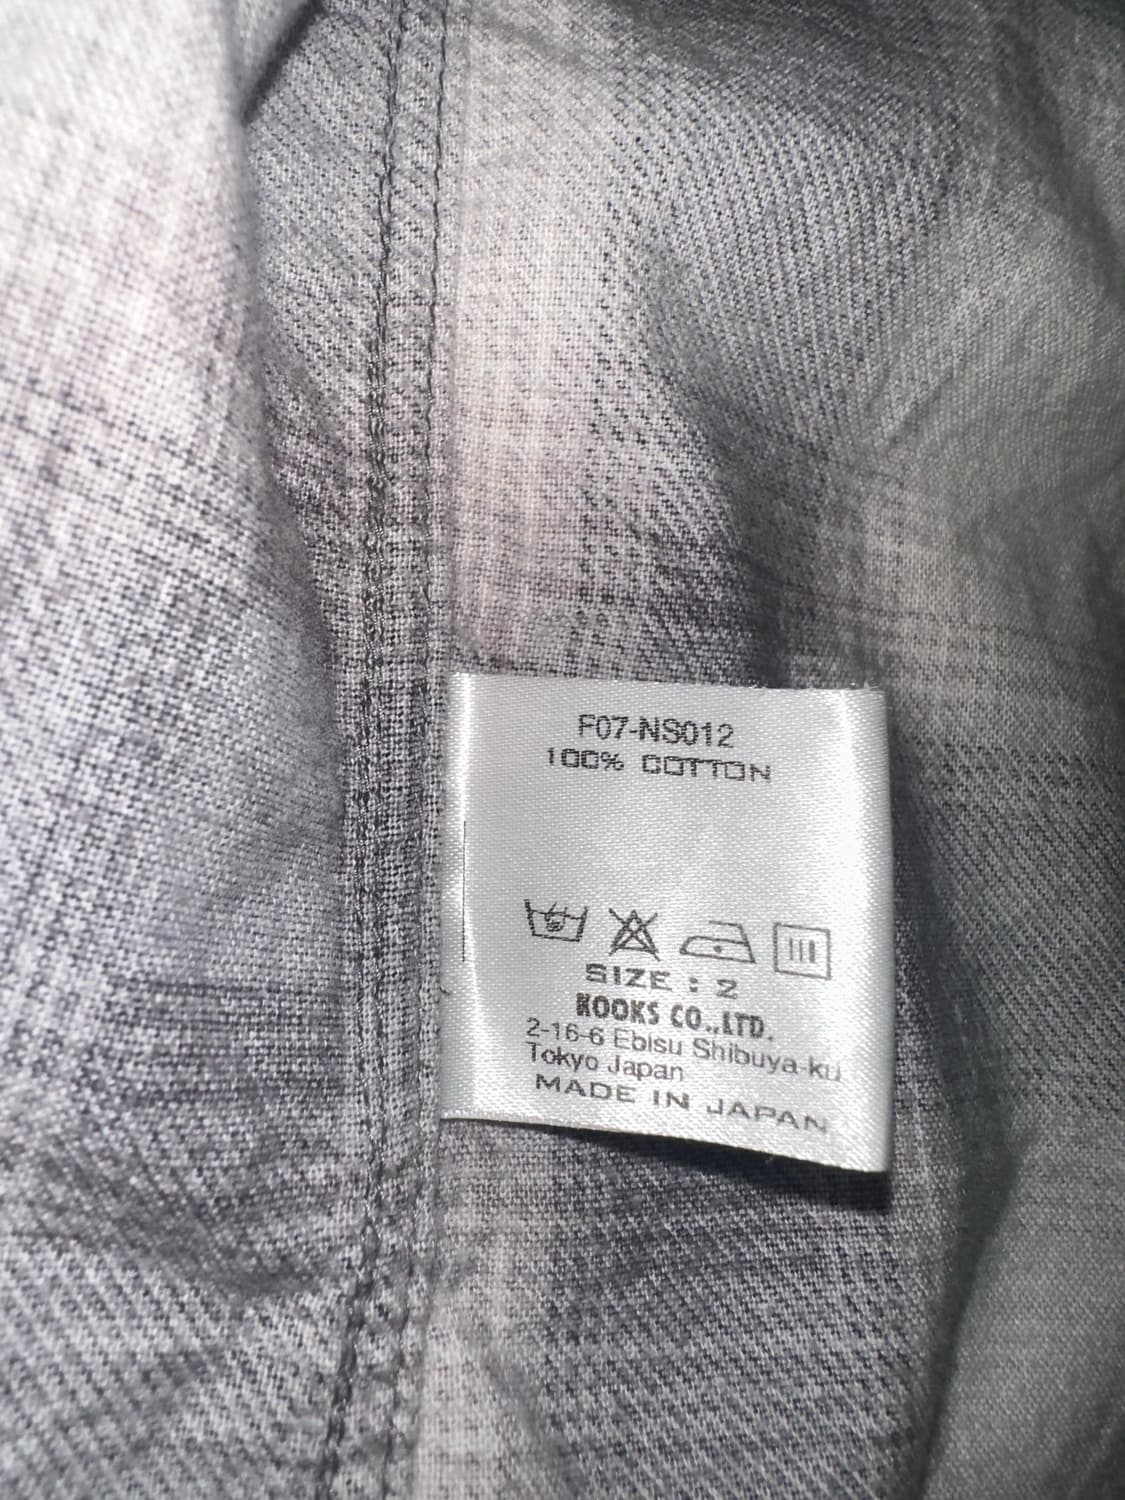 F07-NS012
100% COTTON
SIZE : 2
KOOKS CO.,LTD.
2-16-6 Ebisu Shibuya-ku
Tokyo Japan
MADE IN JAPAN